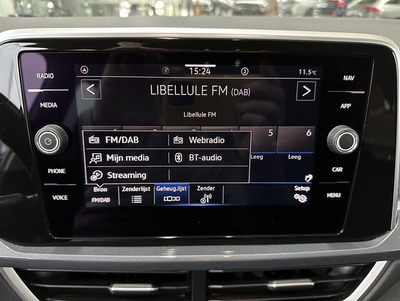 15:24
2
11.5°C
RADIO
NAV
LIBELLULE FM (DAB)
MEDIA
APP
Libellule FM
FM/DAB
Webradio
5
6
Mijn media
BT-audio
Leeg
Leeg
PHONE
CAR
Streaming
Bron
Zenderlijst
Geheug.lijst
Zender
Setup
VOICE
FM/DAB
MENU